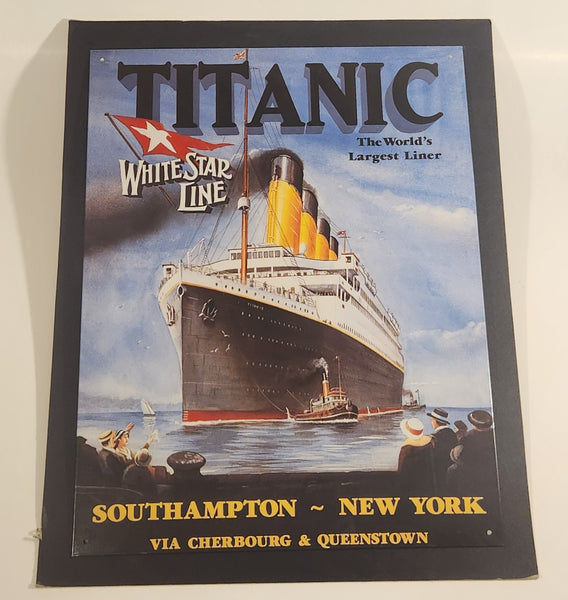 TITANIC
The World's
Largest Liner
WHITE STAR
LINE
SOUTHAMPTON ~ NEW YORK
VIA CHERBOURG & QUEENSTOWN